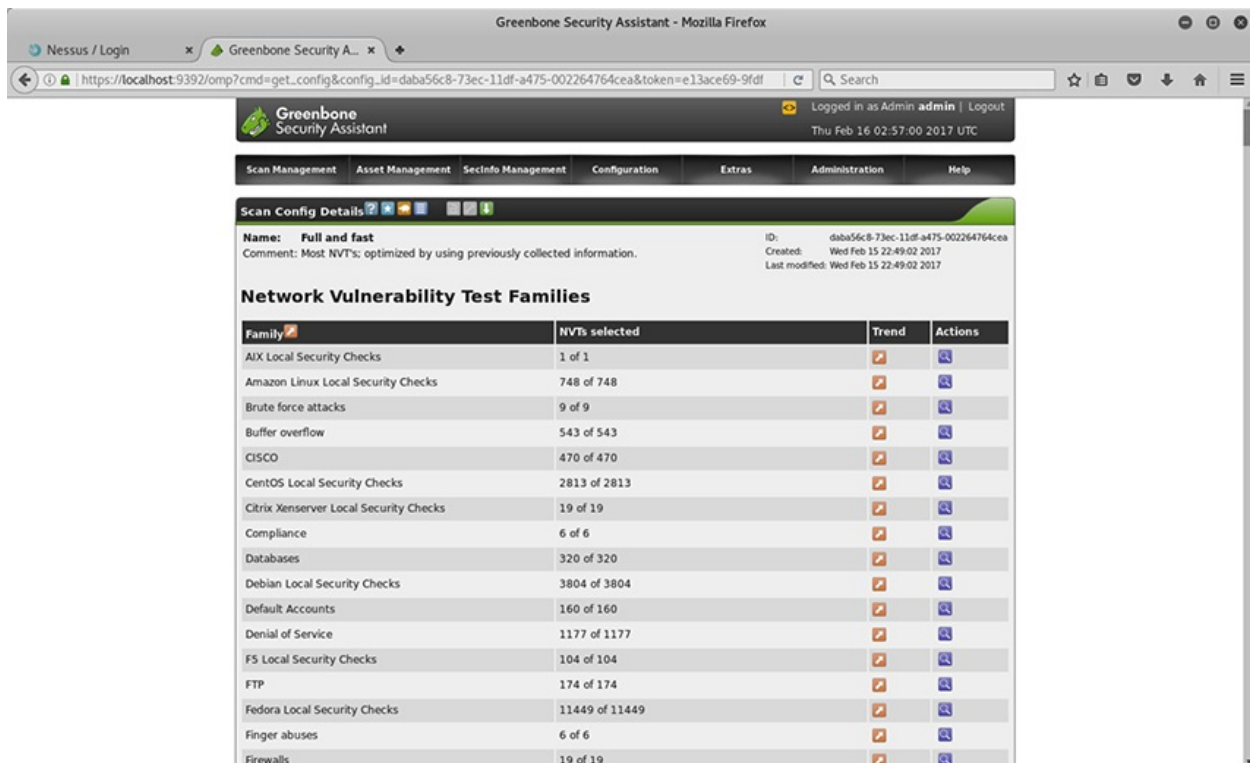 Greenbone Security Assistant - Mozilla Firefox
Nessus / Login
Greenbone Security A...
https://localhost:9392/omp?cmd=get_config&config_id=daba56c8-73ec-11df-a475-002264764cea&token=e13ace69-9fdf
Search
Greenbone
Security Assistant
Logged in as Admin admin | Logout
Thu Feb 16 02:57:00 2017 UTC
Scan Management Asset Management SecInfo Management Configuration Extras Administration Help
Scan Config Details
Name: Full and fast
Comment: Most NVT's; optimized by using previously collected information.
ID: daba56c8-73ec-11df-a475-002264764cea
Created: Wed Feb 15 22:49:02 2017
Last modified: Wed Feb 15 22:49:02 2017
Network Vulnerability Test Families
Family NVTs selected Trend Actions
AIX Local Security Checks 1 of 1
Amazon Linux Local Security Checks 748 of 748
Brute force attacks 9 of 9
Buffer overflow 543 of 543
CISCO 470 of 470
CentOS Local Security Checks 2813 of 2813
Citrix Xenserver Local Security Checks 19 of 19
Compliance 6 of 6
Databases 320 of 320
Debian Local Security Checks 3804 of 3804
Default Accounts 160 of 160
Denial of Service 1177 of 1177
F5 Local Security Checks 104 of 104
FTP 174 of 174
Fedora Local Security Checks 11449 of 11449
Finger abuses 6 of 6
Firewalls 19 of 19